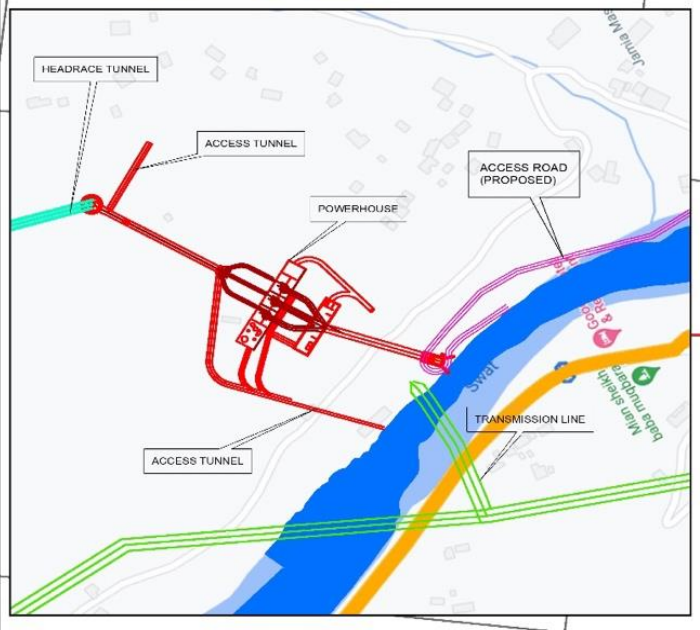 Jamia Mas
HEADRACE TUNNEL
ACCESS TUNNEL
ACCESS ROAD
(PROPOSED)
POWERHOUSE
Swat
Mian sheikh
baba muqbara
TRANSMISSION LINE
ACCESS TUNNEL